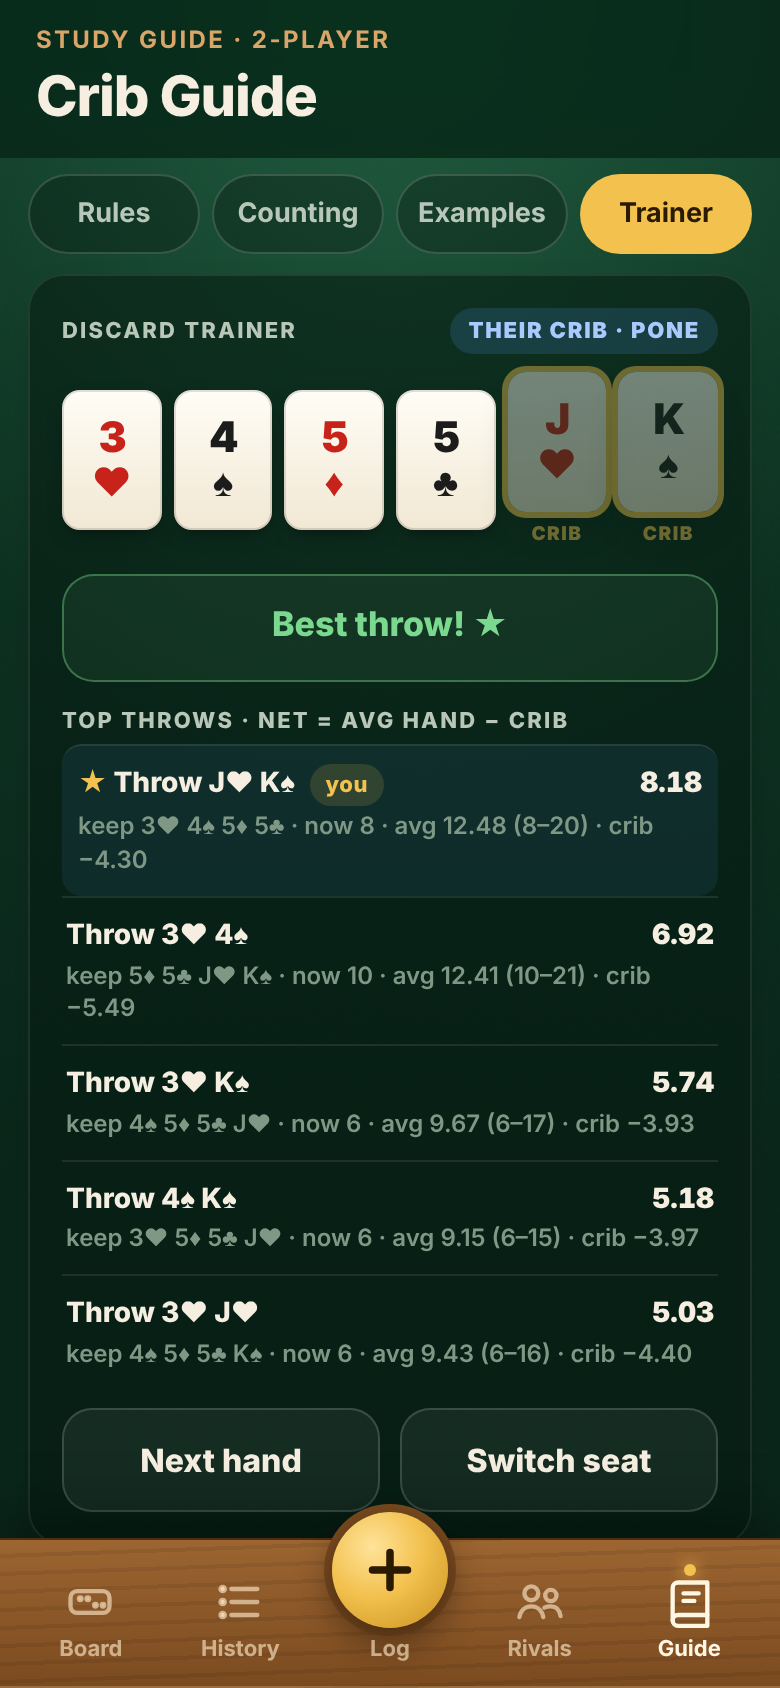 STUDY GUIDE · 2-PLAYER
Crib Guide
Rules Counting Examples Trainer
DISCARD TRAINER THEIR CRIB · PONE
3♥ 4♠ 5♦ 5♣ J♥ K♠
CRIB CRIB
Best throw! ★
TOP THROWS · NET = AVG HAND − CRIB
★ Throw J♥ K♠ you 8.18
keep 3♥ 4♠ 5♦ 5♣ · now 8 · avg 12.48 (8–20) · crib
−4.30
Throw 3♥ 4♠ 6.92
keep 5♦ 5♣ J♥ K♠ · now 10 · avg 12.41 (10–21) · crib
−5.49
Throw 3♥ K♠ 5.74
keep 4♠ 5♦ 5♣ J♥ · now 6 · avg 9.67 (6–17) · crib −3.93
Throw 4♠ K♠ 5.18
keep 3♥ 5♦ 5♣ J♥ · now 6 · avg 9.15 (6–15) · crib −3.97
Throw 3♥ J♥ 5.03
keep 4♠ 5♦ 5♣ K♠ · now 6 · avg 9.43 (6–16) · crib −4.40
Next hand Switch seat
Board History Log Rivals Guide